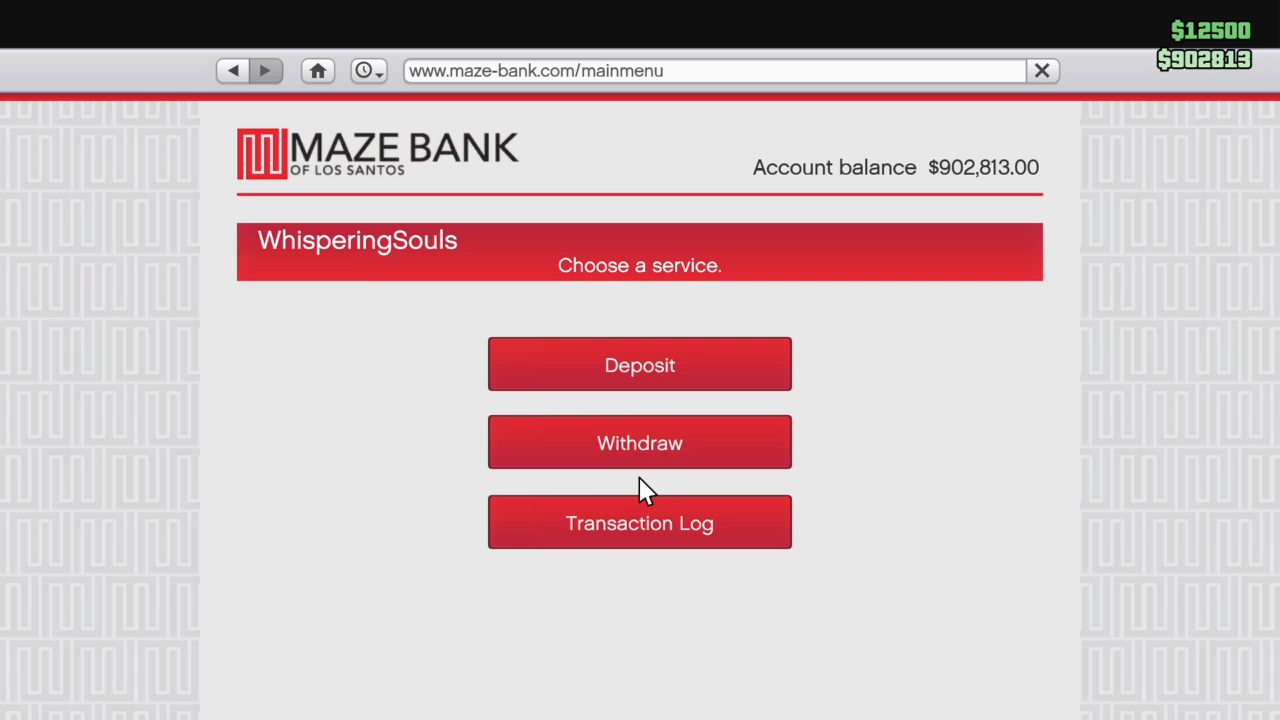 $12500
$902813
www.maze-bank.com/mainmenu
MAZE BANK
OF LOS SANTOS
Account balance $902,813.00
WhisperingSouls
Choose a service.
Deposit
Withdraw
Transaction Log